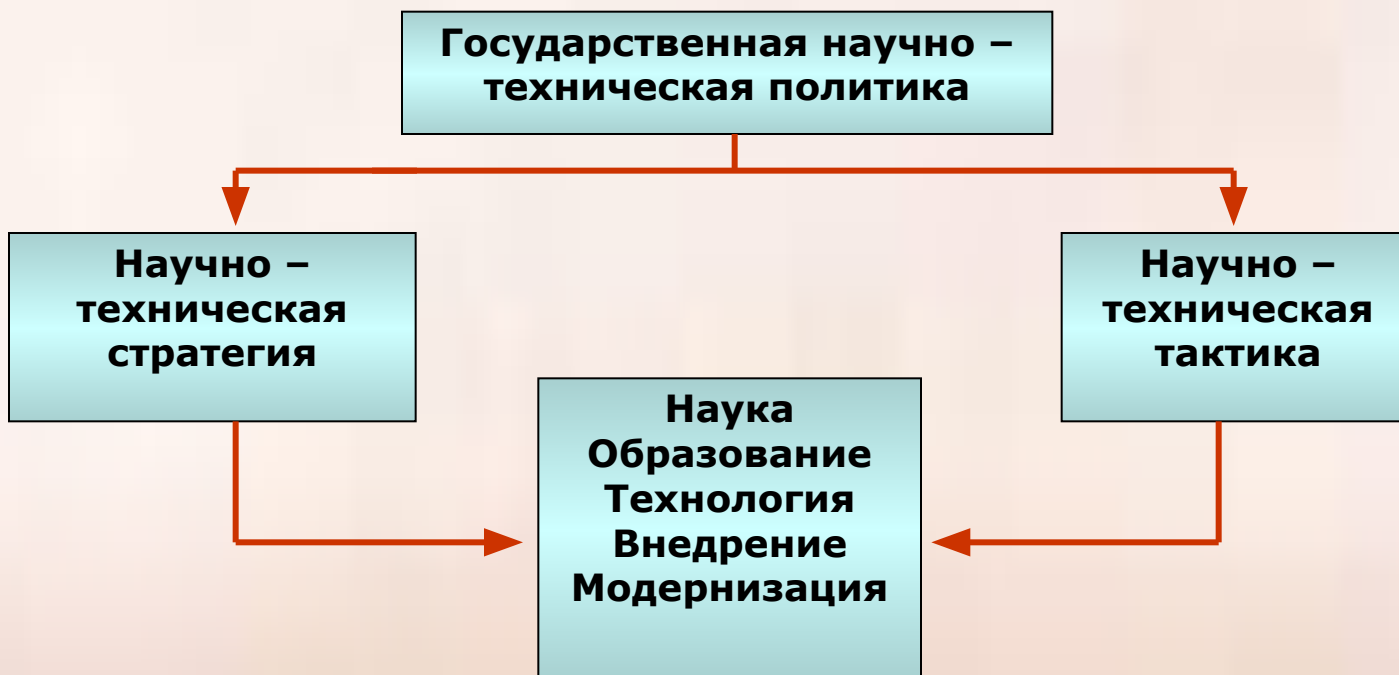 Государственная научно –
техническая политика
Научно –
техническая
стратегия
Научно –
техническая
тактика
Наука
Образование
Технология
Внедрение
Модернизация